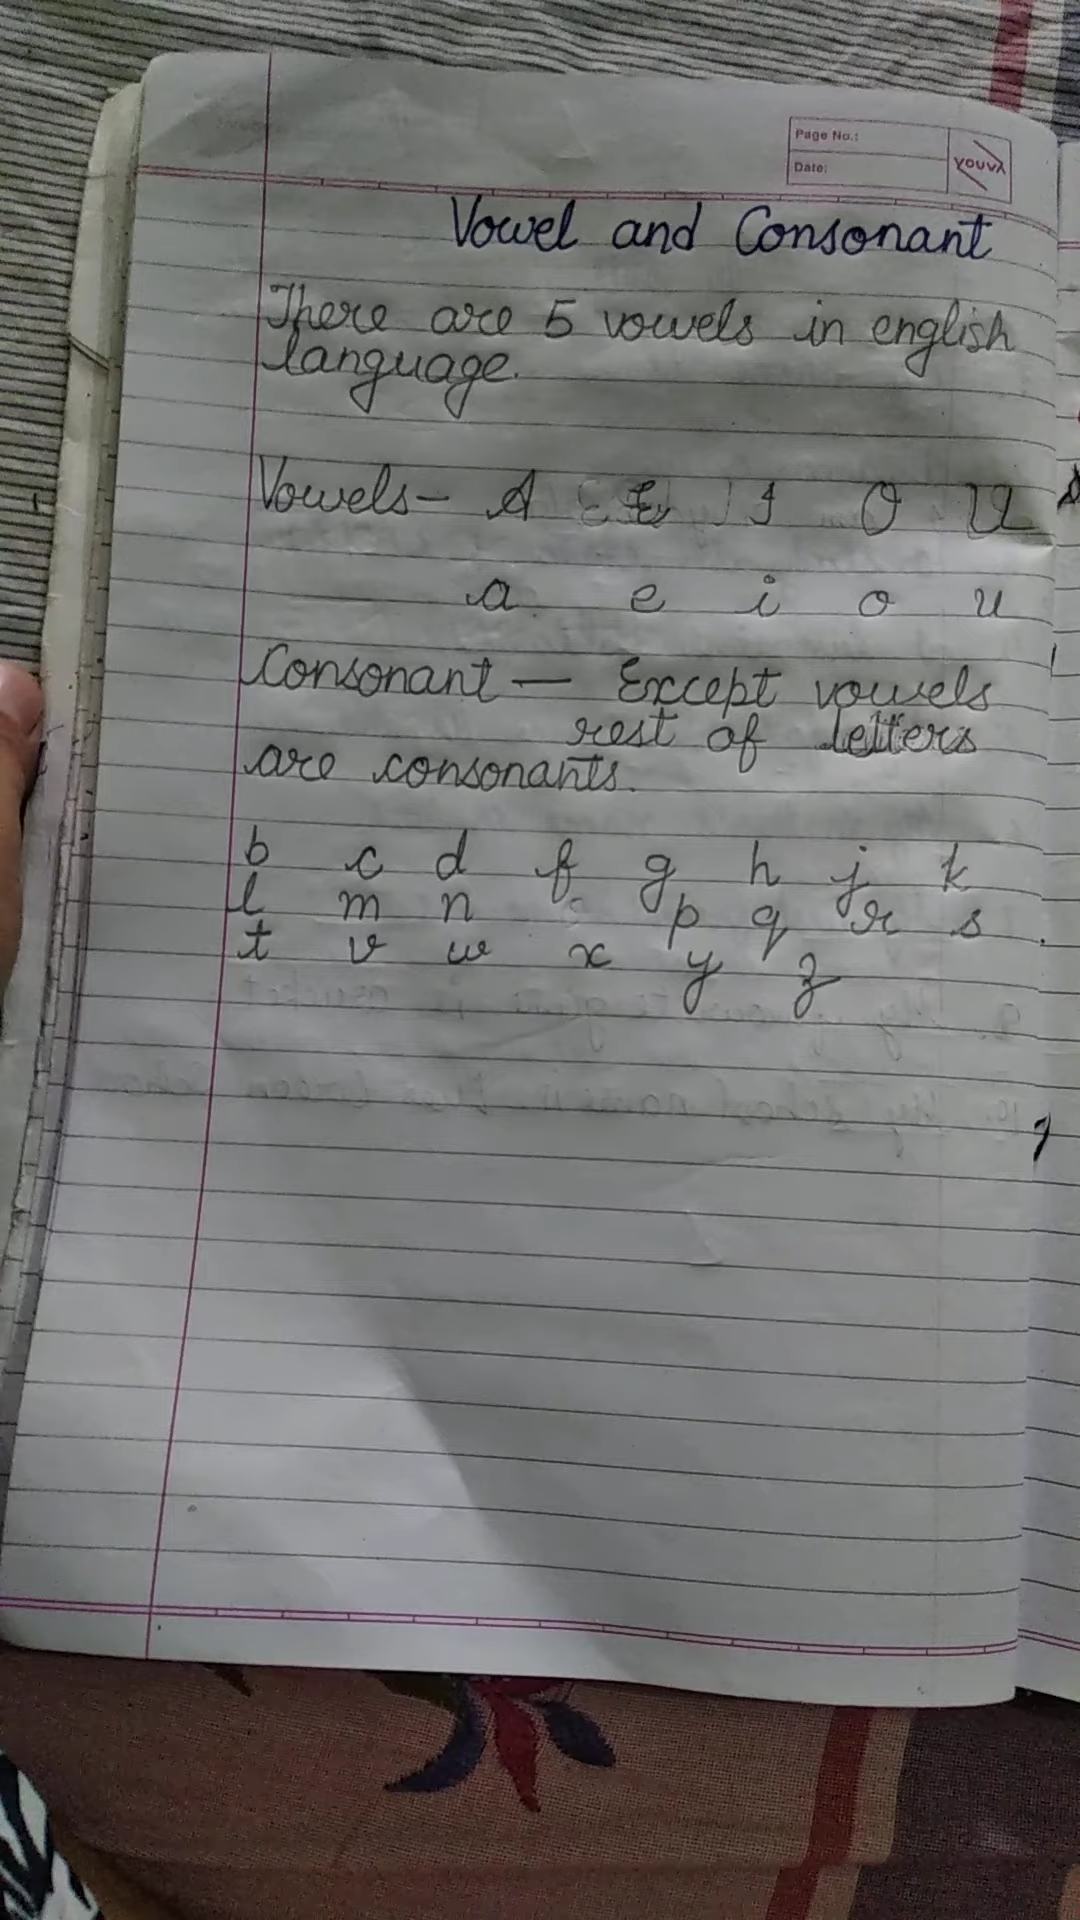 Page No.:
Date:
YOUVA
Vowel and Consonant
There are 5 vowels in english
language.
Vowels- A E I O U
a e i o u
Consonant - Except vowels
rest of letters
are consonants.
b c d f g h j k
l m n p q r s
t v w x y z